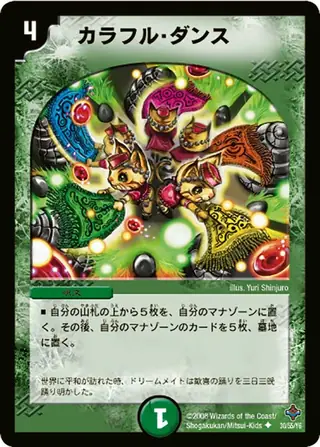 4
カラフル・ダンス
illus. Yuri Shinjuro
■ 自分の山札の上から5枚を、自分のマナゾーンに置
く。その後、自分のマナゾーンのカードを5枚、墓地
に置く。
世界に平和が訪れた時、ドリームメイトは歓喜の踊りを三日三晩
踊り明かした。
1
©2008 Wizards of the Coast/
Shogakukan/Mitsui-Kids